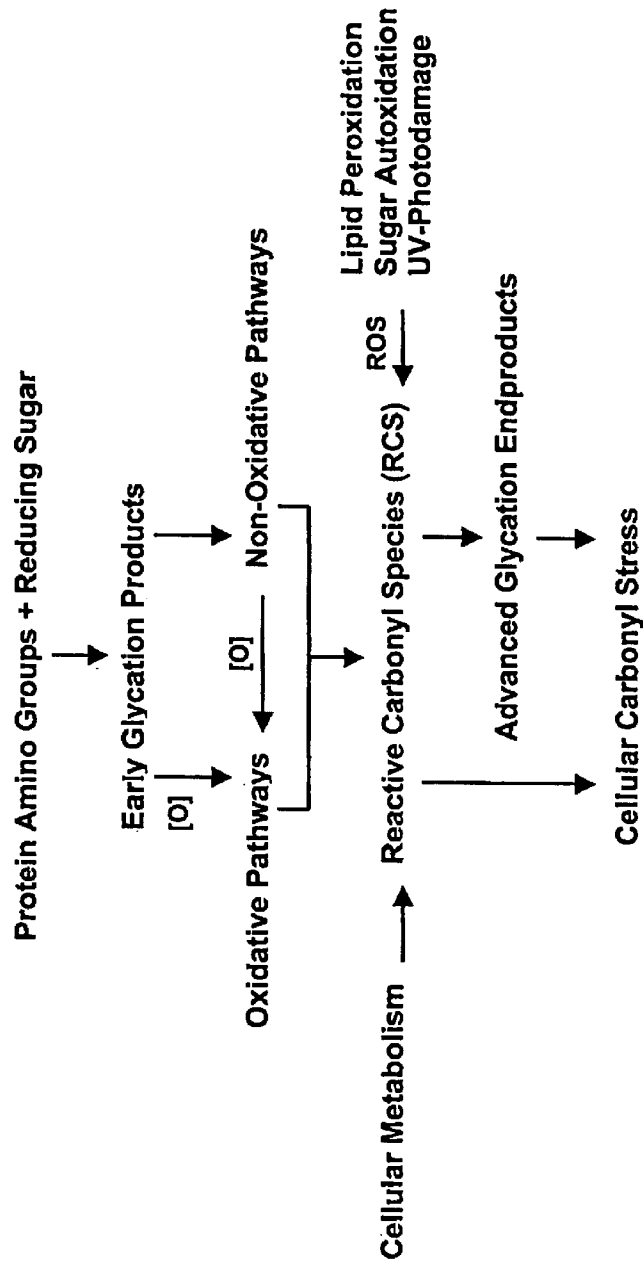 Protein Amino Groups + Reducing Sugar
Early Glycation Products
[O]
Oxidative Pathways
[O]
Non-Oxidative Pathways
Cellular Metabolism
Reactive Carbonyl Species (RCS)
ROS
Lipid Peroxidation
Sugar Autoxidation
UV-Photodamage
Advanced Glycation Endproducts
Cellular Carbonyl Stress